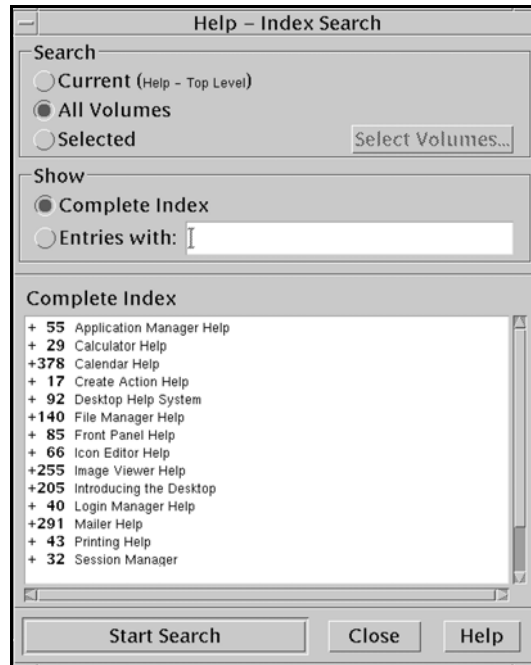 Help – Index Search
Search
Current (Help – Top Level)
All Volumes
Selected
Select Volumes...
Show
Complete Index
Entries with:
Complete Index
+ 55 Application Manager Help
+ 29 Calculator Help
+378 Calendar Help
+ 17 Create Action Help
+ 92 Desktop Help System
+140 File Manager Help
+ 85 Front Panel Help
+ 66 Icon Editor Help
+255 Image Viewer Help
+205 Introducing the Desktop
+ 40 Login Manager Help
+291 Mailer Help
+ 43 Printing Help
+ 32 Session Manager
Start Search
Close
Help